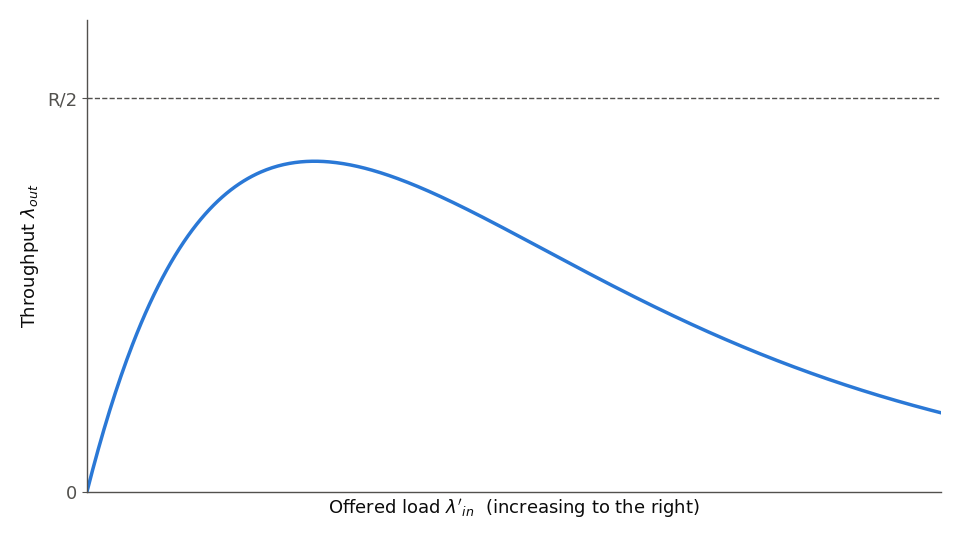 R/2
Throughput λout
0
Offered load λ′in (increasing to the right)